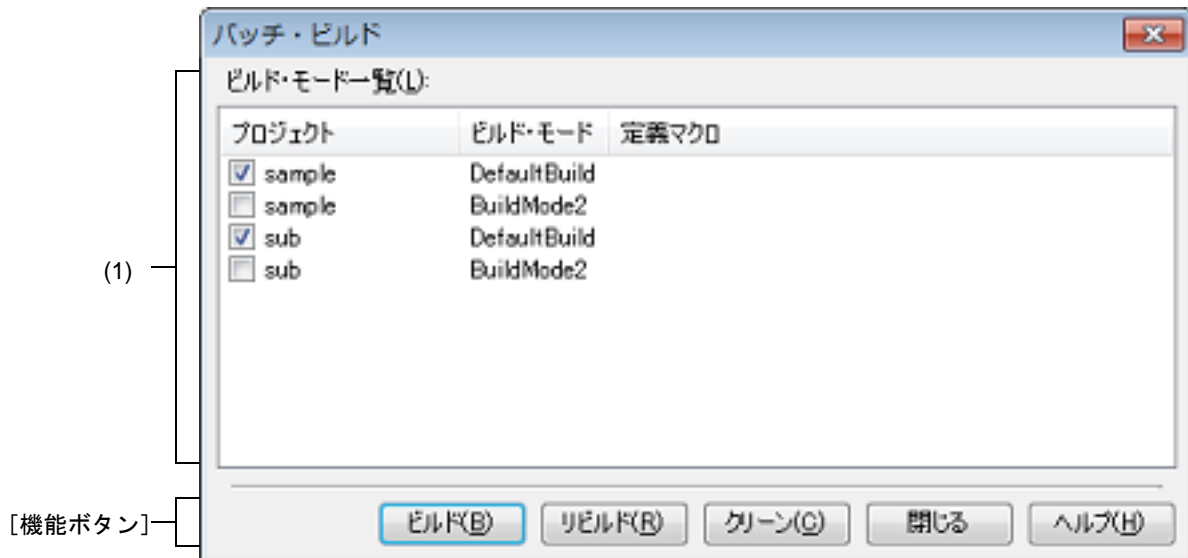 バッチ・ビルド
ビルド・モード一覧(L):
プロジェクト ビルド・モード 定義マクロ
sample DefaultBuild
sample BuildMode2
sub DefaultBuild
sub BuildMode2
(1)
[機能ボタン]
ビルド(B) リビルド(R) クリーン(C) 閉じる ヘルプ(H)